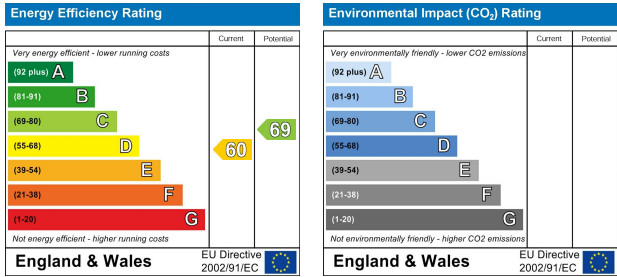 Energy Efficiency Rating
Current Potential
Very energy efficient - lower running costs
(92 plus) A
(81-91) B
(69-80) C
(55-68) D
(39-54) E
(21-38) F
(1-20) G
60
69
Not energy efficient - higher running costs
England & Wales
EU Directive
2002/91/EC
Environmental Impact (CO₂) Rating
Current Potential
Very environmentally friendly - lower CO2 emissions
(92 plus) A
(81-91) B
(69-80) C
(55-68) D
(39-54) E
(21-38) F
(1-20) G
Not environmentally friendly - higher CO2 emissions
England & Wales
EU Directive
2002/91/EC